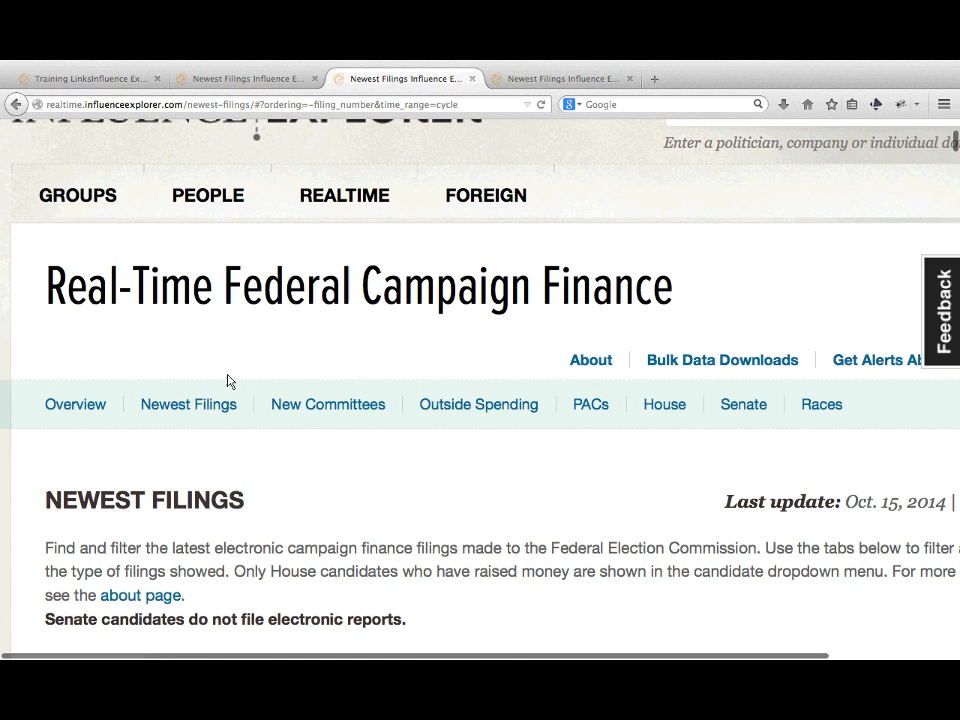 Training LinksInfluence Ex... Newest Filings Influence E... Newest Filings Influence E... Newest Filings Influence E...
realtime.influenceexplorer.com/newest-filings/#?ordering=-filing_number&time_range=cycle Google
INFLUENCE EXPLORER
Enter a politician, company or individual do
GROUPS PEOPLE REALTIME FOREIGN
Real-Time Federal Campaign Finance
Feedback
About Bulk Data Downloads Get Alerts Ab
Overview Newest Filings New Committees Outside Spending PACs House Senate Races
NEWEST FILINGS Last update: Oct. 15, 2014 |
Find and filter the latest electronic campaign finance filings made to the Federal Election Commission. Use the tabs below to filter a
the type of filings showed. Only House candidates who have raised money are shown in the candidate dropdown menu. For more
see the about page.
Senate candidates do not file electronic reports.